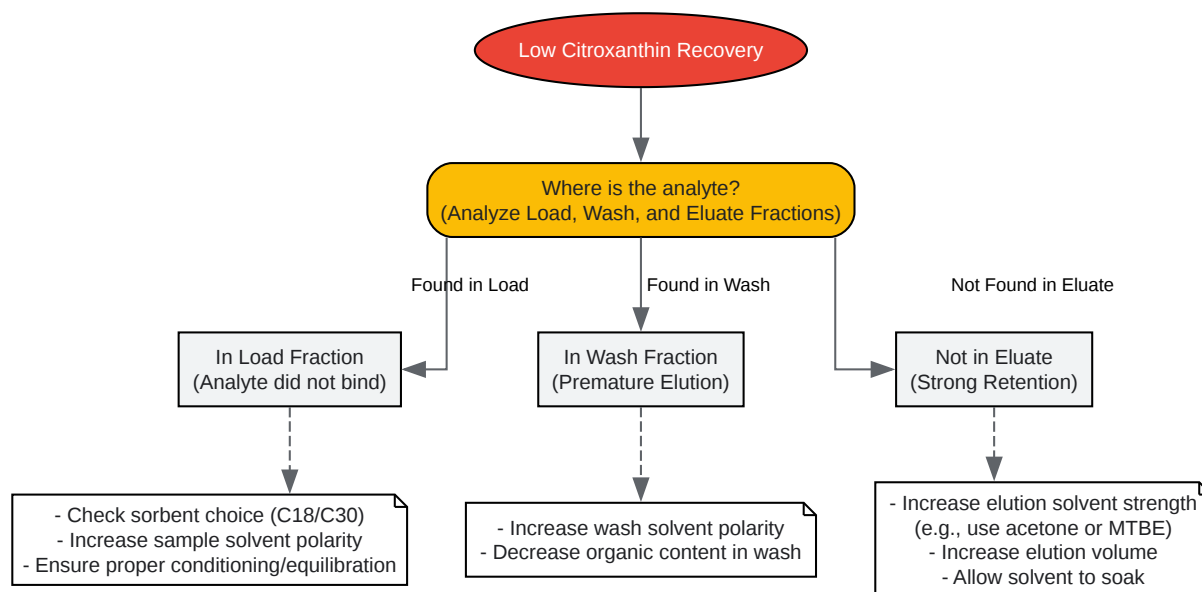 Low Citroxanthin Recovery
Where is the analyte?
(Analyze Load, Wash, and Eluate Fractions)
Found in Load
Found in Wash
Not Found in Eluate
In Load Fraction
(Analyte did not bind)
In Wash Fraction
(Premature Elution)
Not in Eluate
(Strong Retention)
- Check sorbent choice (C18/C30)
- Increase sample solvent polarity
- Ensure proper conditioning/equilibration
- Increase wash solvent polarity
- Decrease organic content in wash
- Increase elution solvent strength
(e.g., use acetone or MTBE)
- Increase elution volume
- Allow solvent to soak